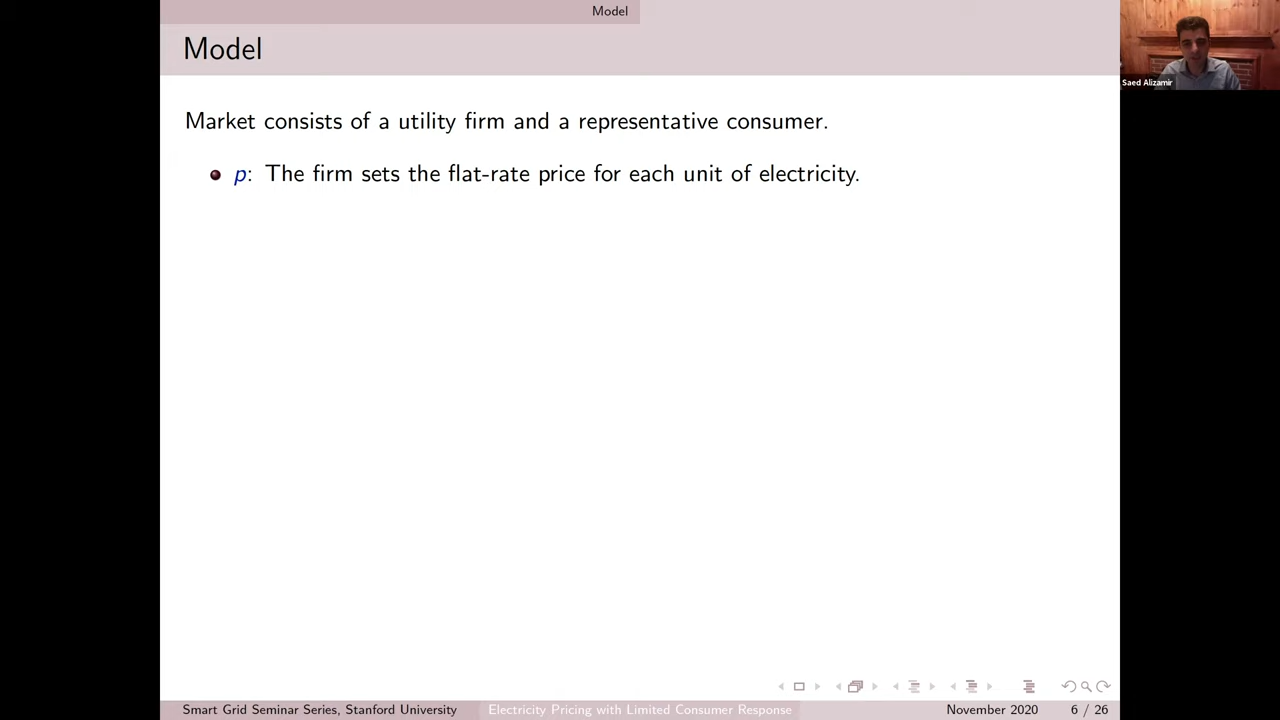 Model
Model
Saed Alizamir
Market consists of a utility firm and a representative consumer.
p: The firm sets the flat-rate price for each unit of electricity.
Smart Grid Seminar Series, Stanford University
Electricity Pricing with Limited Consumer Response
November 2020
6 / 26